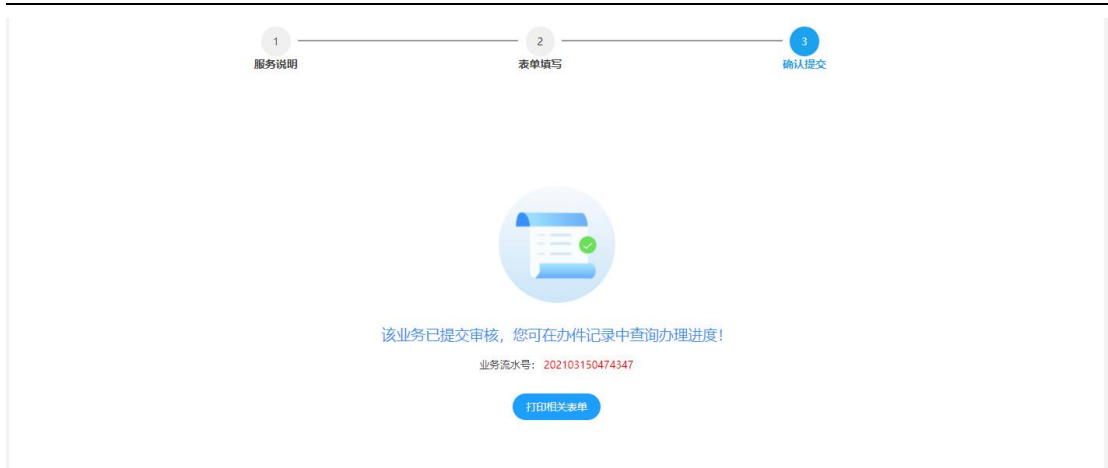 1
2
3
服务说明
表单填写
确认提交
该业务已提交审核，您可在办件记录中查询办理进度！
业务流水号： 202103150474347
打印相关表单